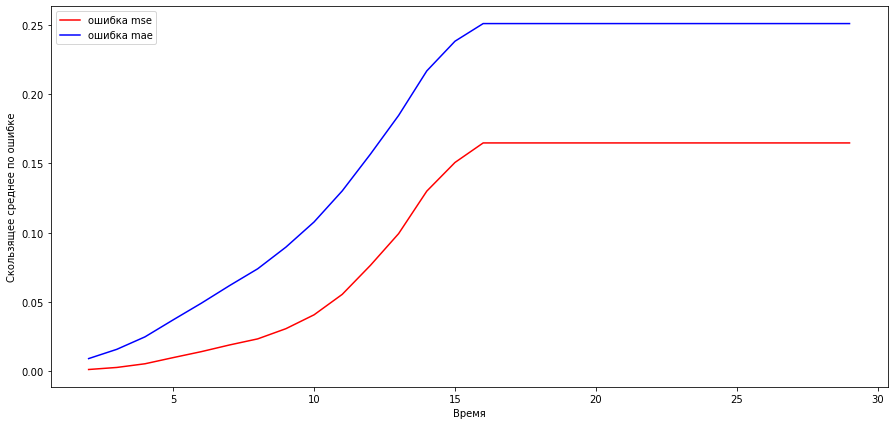 ошибка mse
ошибка mae
Скользящее среднее по ошибке
0.25
0.20
0.15
0.10
0.05
0.00
5 10 15 20 25 30
Время